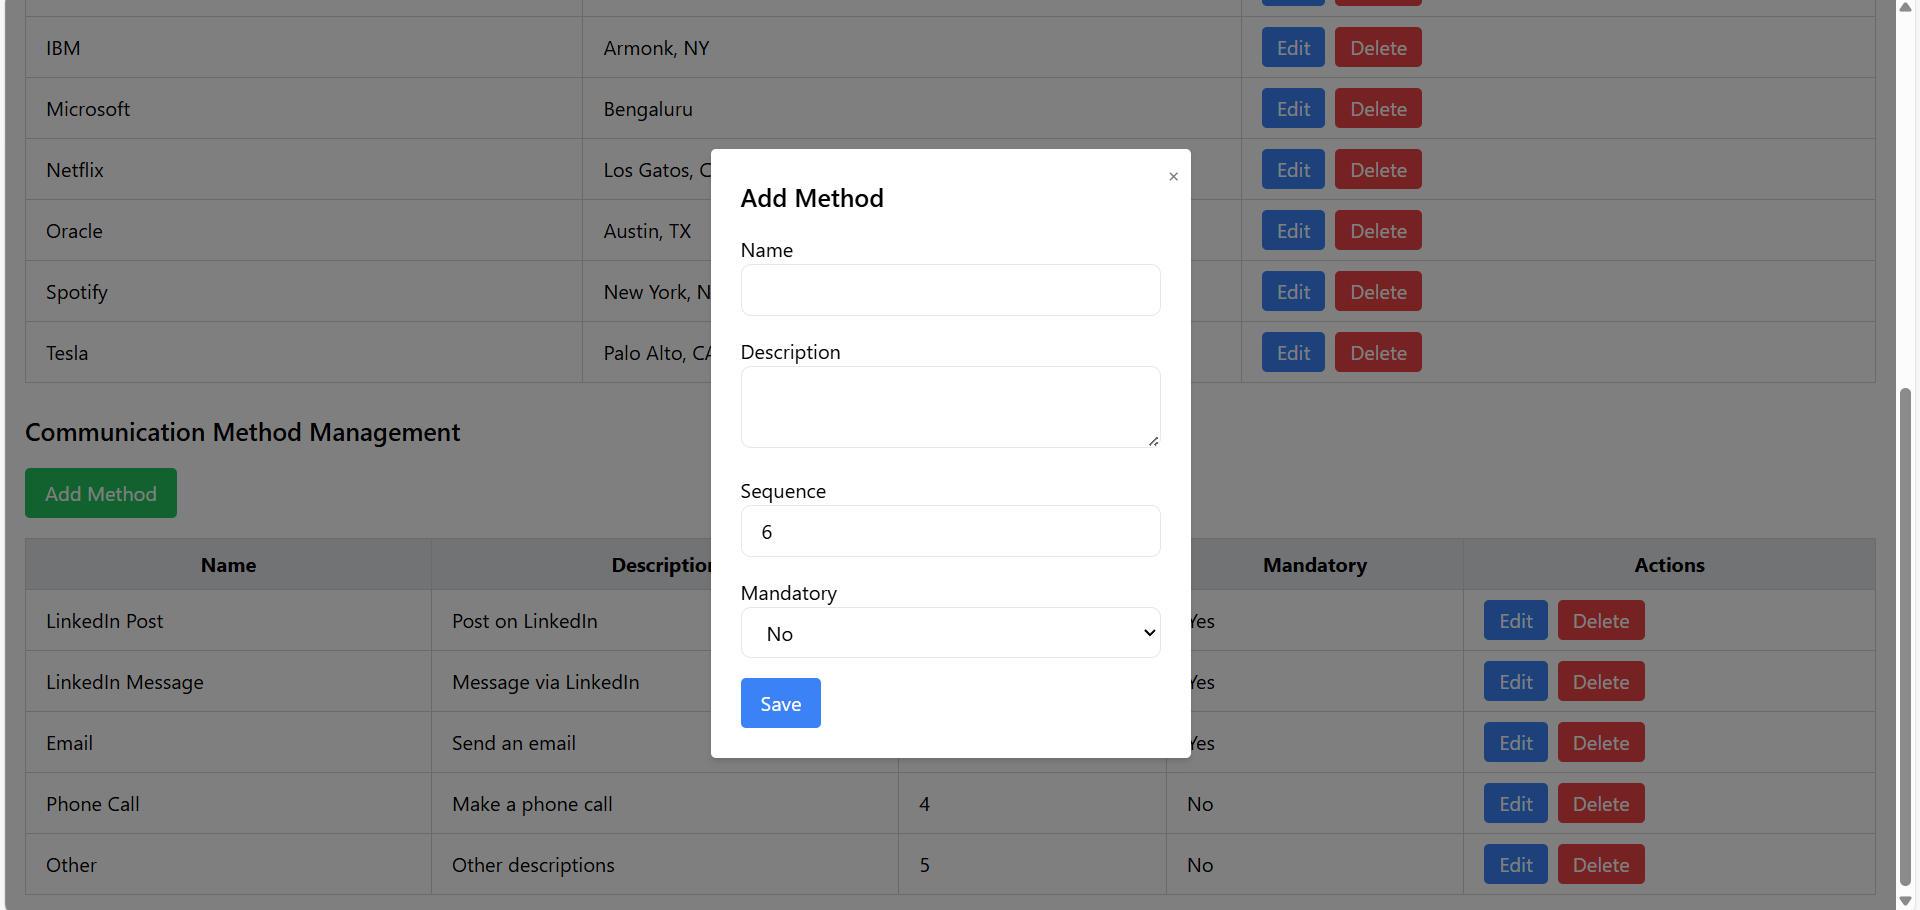 IBM Armonk, NY Edit Delete
Microsoft Bengaluru Edit Delete
Netflix Los Gatos, Edit Delete
Oracle Austin, TX Edit Delete
Spotify New York, Edit Delete
Tesla Palo Alto, Edit Delete
×
Add Method
Name
Description
Sequence
6
Mandatory
No
Save
Communication Method Management
Add Method
Name Description Mandatory Actions
LinkedIn Post Post on LinkedIn Yes Edit Delete
LinkedIn Message Message via LinkedIn Yes Edit Delete
Email Send an email Yes Edit Delete
Phone Call Make a phone call 4 No Edit Delete
Other Other descriptions 5 No Edit Delete